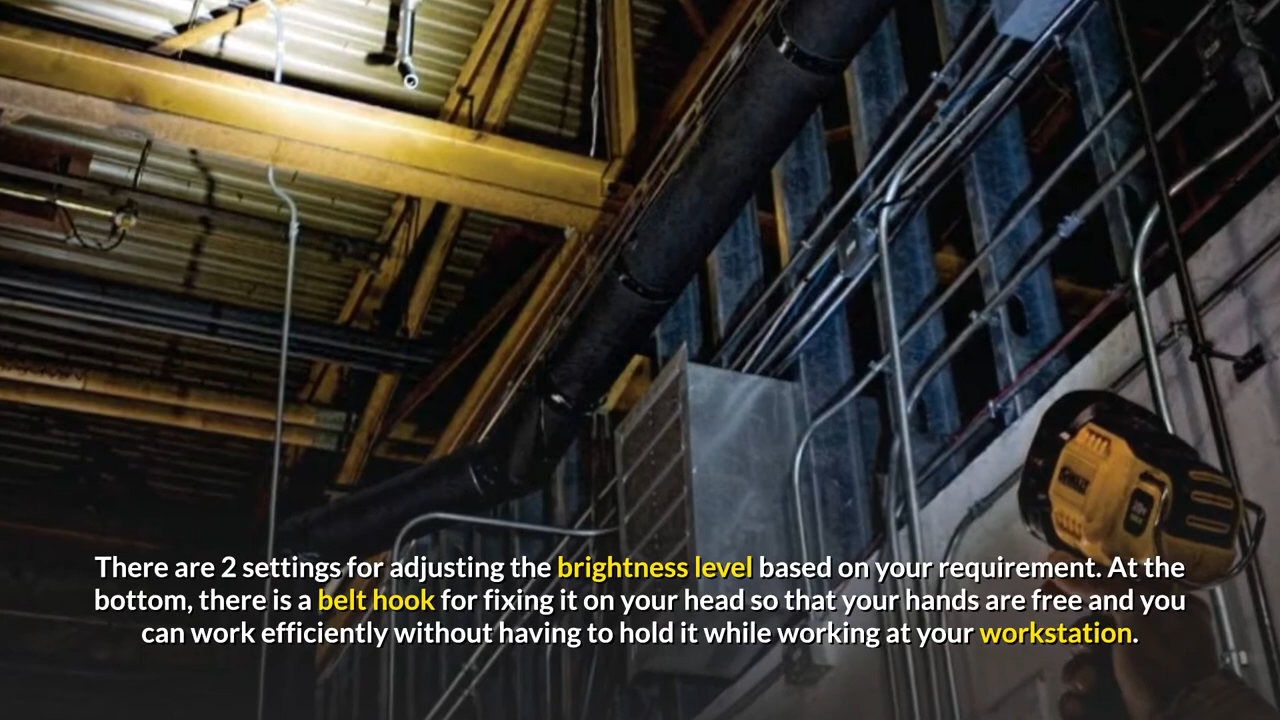 DEWALT
There are 2 settings for adjusting the brightness level based on your requirement. At the
bottom, there is a belt hook for fixing it on your head so that your hands are free and you
can work efficiently without having to hold it while working at your workstation.